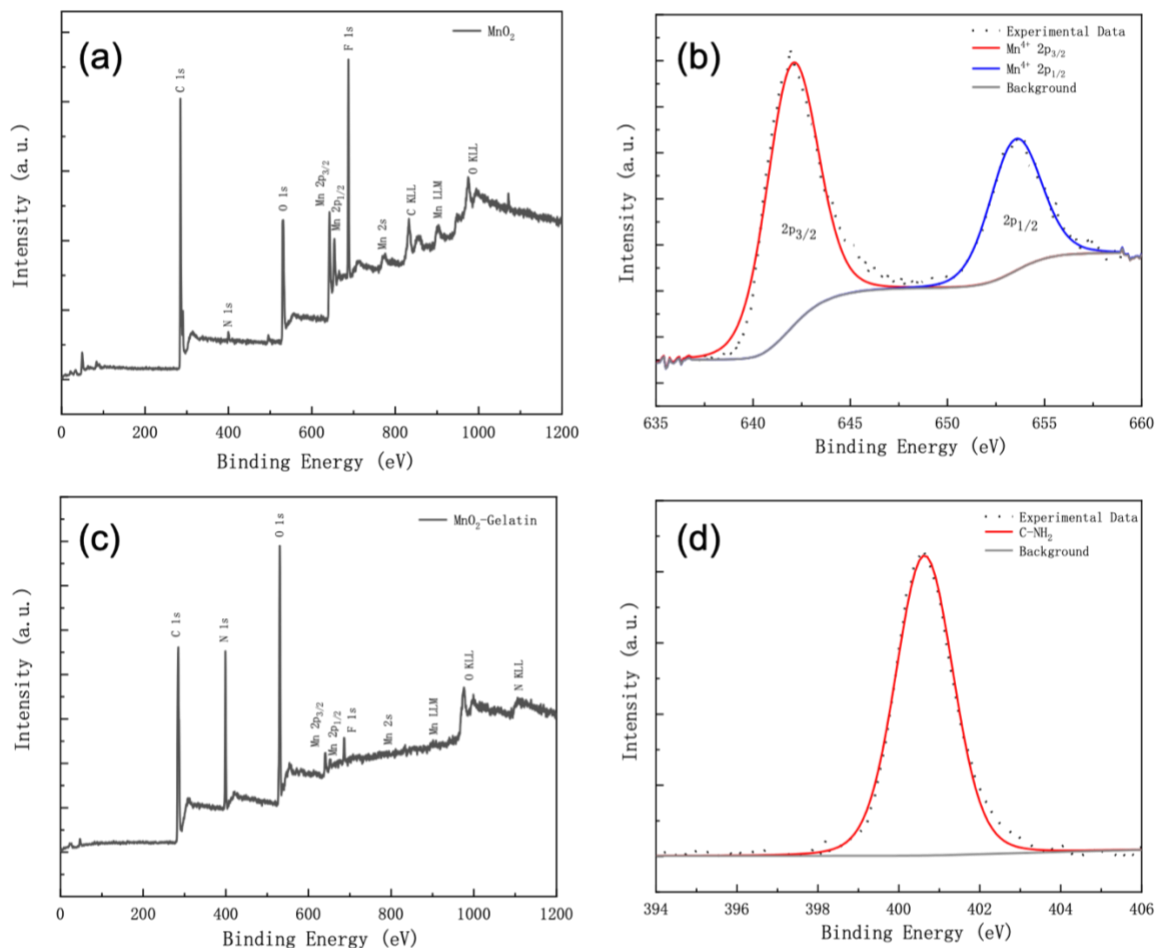 (a)
MnO₂
C 1s
N 1s
O 1s
Mn 2p₃/₂
Mn 2p₁/₂
F 1s
Mn 2s
C KLL
Mn LLM
O KLL
Intensity (a.u.)
0 200 400 600 800 1000 1200
Binding Energy (eV)
(b)
Experimental Data
Mn⁴⁺ 2p₃/₂
Mn⁴⁺ 2p₁/₂
Background
2p₃/₂
2p₁/₂
Intensity (a.u.)
635 640 645 650 655 660
Binding Energy (eV)
(c)
MnO₂-Gelatin
C 1s
N 1s
O 1s
Mn 2p₃/₂
Mn 2p₁/₂
F 1s
Mn 2s
Mn LLM
O KLL
N KLL
Intensity (a.u.)
0 200 400 600 800 1000 1200
Binding Energy (eV)
(d)
Experimental Data
C-NH₂
Background
Intensity (a.u.)
394 396 398 400 402 404 406
Binding Energy (eV)